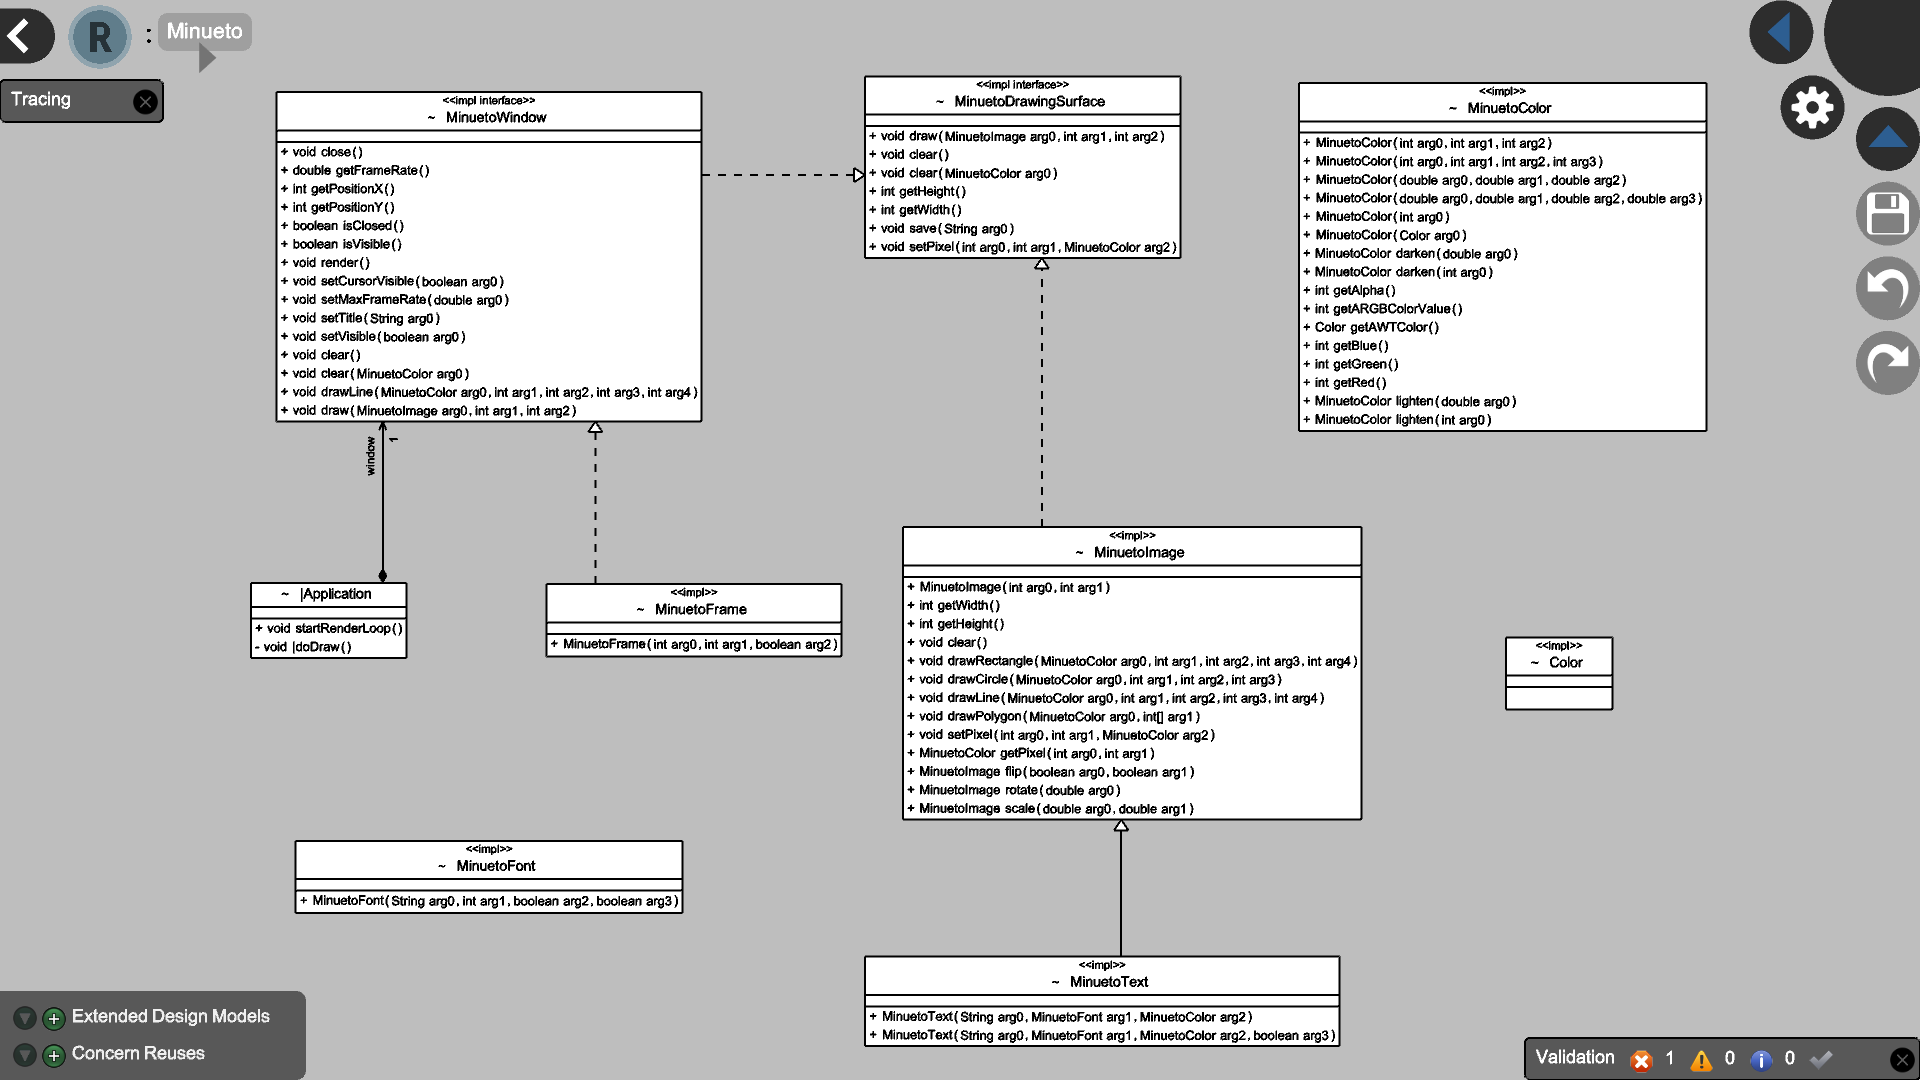 R : Minueto
Tracing
<<impl interface>>
~ MinuetoWindow
+ void close()
+ double getFrameRate()
+ int getPositionX()
+ int getPositionY()
+ boolean isClosed()
+ boolean isVisible()
+ void render()
+ void setCursorVisible(boolean arg0)
+ void setMaxFrameRate(double arg0)
+ void setTitle(String arg0)
+ void setVisible(boolean arg0)
+ void clear()
+ void clear(MinuetoColor arg0)
+ void drawLine(MinuetoColor arg0, int arg1, int arg2, int arg3, int arg4)
+ void draw(MinuetoImage arg0, int arg1, int arg2)
<<impl interface>>
~ MinuetoDrawingSurface
+ void draw(MinuetoImage arg0, int arg1, int arg2)
+ void clear()
+ void clear(MinuetoColor arg0)
+ int getHeight()
+ int getWidth()
+ void save(String arg0)
+ void setPixel(int arg0, int arg1, MinuetoColor arg2)
<<impl>>
~ MinuetoColor
+ MinuetoColor(int arg0, int arg1, int arg2)
+ MinuetoColor(int arg0, int arg1, int arg2, int arg3)
+ MinuetoColor(double arg0, double arg1, double arg2)
+ MinuetoColor(double arg0, double arg1, double arg2, double arg3)
+ MinuetoColor(int arg0)
+ MinuetoColor(Color arg0)
+ MinuetoColor darken(double arg0)
+ MinuetoColor darken(int arg0)
+ int getAlpha()
+ int getARGBColorValue()
+ Color getAWTColor()
+ int getBlue()
+ int getGreen()
+ int getRed()
+ MinuetoColor lighten(double arg0)
+ MinuetoColor lighten(int arg0)
window
1
~ |Application
+ void startRenderLoop()
- void |doDraw()
<<impl>>
~ MinuetoFrame
+ MinuetoFrame(int arg0, int arg1, boolean arg2)
<<impl>>
~ MinuetoImage
+ MinuetoImage(int arg0, int arg1)
+ int getWidth()
+ int getHeight()
+ void clear()
+ void drawRectangle(MinuetoColor arg0, int arg1, int arg2, int arg3, int arg4)
+ void drawCircle(MinuetoColor arg0, int arg1, int arg2, int arg3)
+ void drawLine(MinuetoColor arg0, int arg1, int arg2, int arg3, int arg4)
+ void drawPolygon(MinuetoColor arg0, int[] arg1)
+ void setPixel(int arg0, int arg1, MinuetoColor arg2)
+ MinuetoColor getPixel(int arg0, int arg1)
+ MinuetoImage flip(boolean arg0, boolean arg1)
+ MinuetoImage rotate(double arg0)
+ MinuetoImage scale(double arg0, double arg1)
<<impl>>
~ Color
<<impl>>
~ MinuetoFont
+ MinuetoFont(String arg0, int arg1, boolean arg2, boolean arg3)
<<impl>>
~ MinuetoText
+ MinuetoText(String arg0, MinuetoFont arg1, MinuetoColor arg2)
+ MinuetoText(String arg0, MinuetoFont arg1, MinuetoColor arg2, boolean arg3)
Extended Design Models
Concern Reuses
Validation 1 0 0